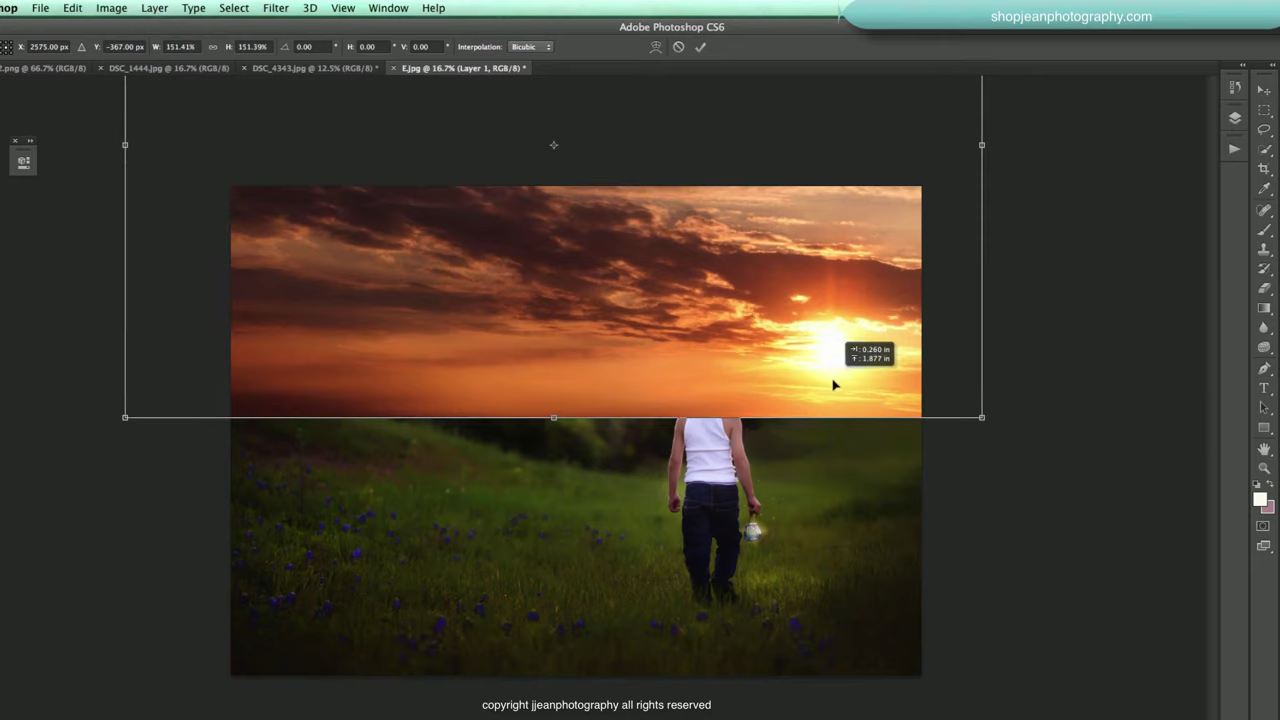 hop File Edit Image Layer Type Select Filter 3D View Window Help
shopjeanphotography.com
Adobe Photoshop CS6
X: 2575.00 px Y: -367.00 px W: 151.41% H: 151.39% 0.00 ° H: 0.00 ° V: 0.00 ° Interpolation: Bicubic
2.png @ 66.7% (RGB/8) × DSC_1444.jpg @ 16.7% (RGB/8) × DSC_4343.jpg @ 12.5% (RGB/8) * × E.jpg @ 16.7% (Layer 1, RGB/8) *
: 0.260 in
: 1.877 in
copyright jjeanphotography all rights reserved